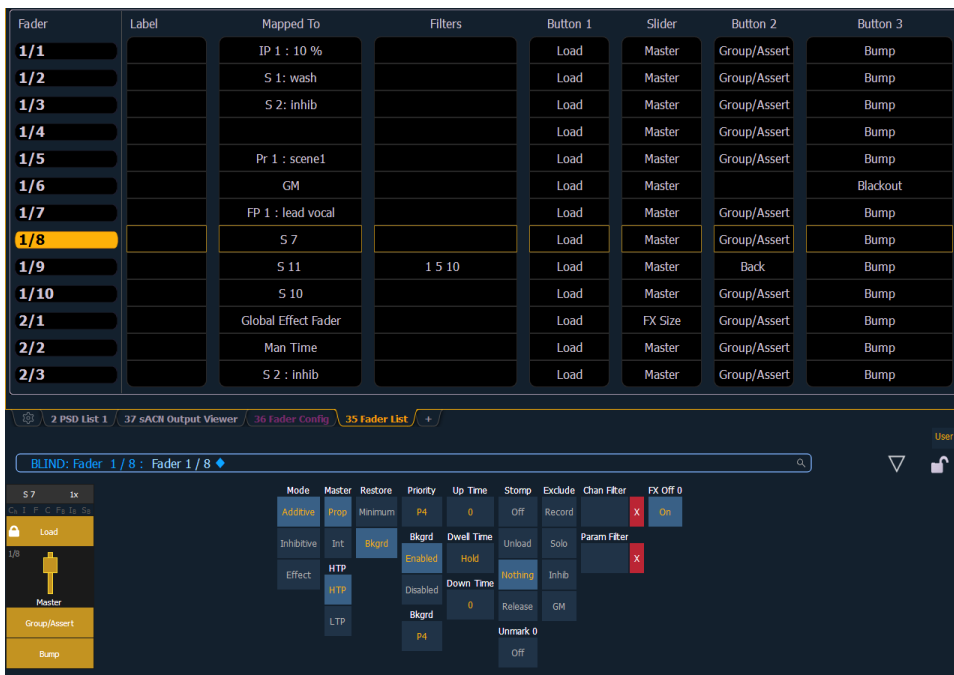 Fader Label Mapped To Filters Button 1 Slider Button 2 Button 3
1/1 IP 1 : 10 % Load Master Group/Assert Bump
1/2 S 1: wash Load Master Group/Assert Bump
1/3 S 2: inhib Load Master Group/Assert Bump
1/4 Load Master Group/Assert Bump
1/5 Pr 1 : scene1 Load Master Group/Assert Bump
1/6 GM Load Master Blackout
1/7 FP 1 : lead vocal Load Master Group/Assert Bump
1/8 S 7 Load Master Group/Assert Bump
1/9 S 11 1 5 10 Load Master Back Bump
1/10 S 10 Load Master Group/Assert Bump
2/1 Global Effect Fader Load FX Size Group/Assert Bump
2/2 Man Time Load Master Group/Assert Bump
2/3 S 2 : inhib Load Master Group/Assert Bump
2 PSD List 1 37 sACN Output Viewer 36 Fader Config 35 Fader List +
User
BLIND: Fader 1 / 8 : Fader 1 / 8
S 7 1x
Ch I F C Fs Is Ss
Load
1/8
Master
Group/Assert
Bump
Mode Master Restore Priority Up Time Stomp Exclude Chan Filter FX Off 0
Additive Prop Minimum P4 0 Off Record X On
Bkgrd Dwell Time Param Filter
Inhibitive Int Bkgrd Enabled Hold Unload Solo X
Effect HTP HTP Disabled Down Time 0 Nothing Inhib
LTP Bkgrd P4 Release GM
Unmark 0
Off